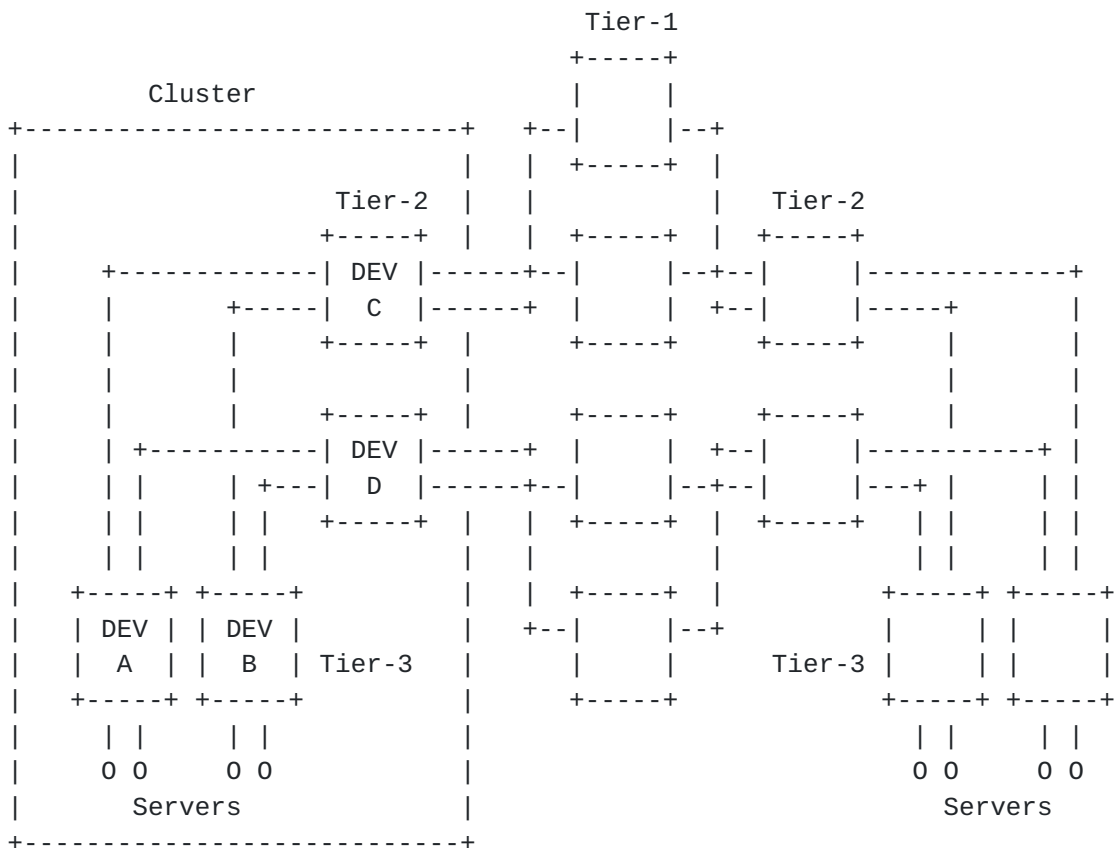 Tier-1
Cluster
Tier-2 Tier-2
DEV
C
DEV
D
DEV DEV
A B Tier-3 Tier-3
O O O O O O O O
Servers Servers